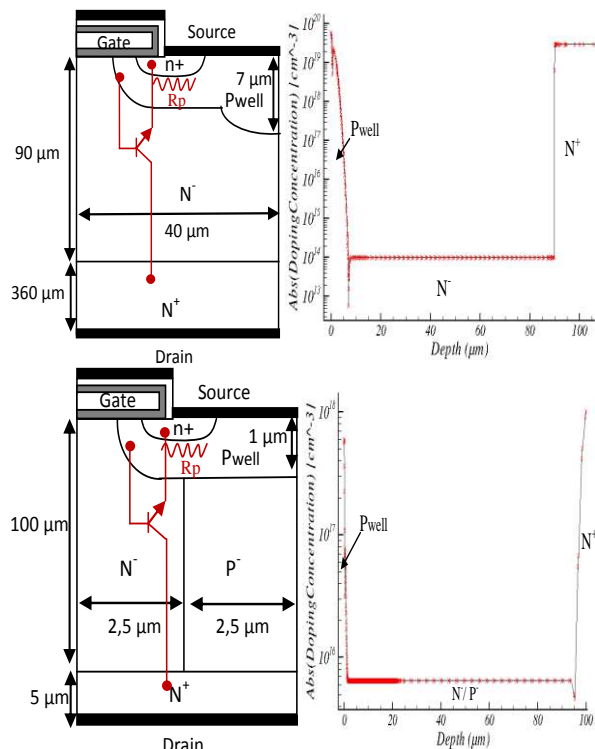 Gate
Source
n+
Rp
Pwell
7 µm
90 µm
N-
40 µm
360 µm
N+
Drain
Abs(DopingConcentration) [cm^-3]
10^20
10^19
10^18
10^17
10^16
10^15
10^14
10^13
Pwell
N+
N-
0 20 40 60 80 100
Depth (µm)
Gate
Source
n+
Rp
Pwell
1 µm
100 µm
N- P-
2,5 µm 2,5 µm
5 µm
N+
Drain
Abs(DopingConcentration) [cm^-3]
10^18
10^17
10^16
Pwell
N+
N-/ P-
0 20 40 60 80 100
Depth (µm)